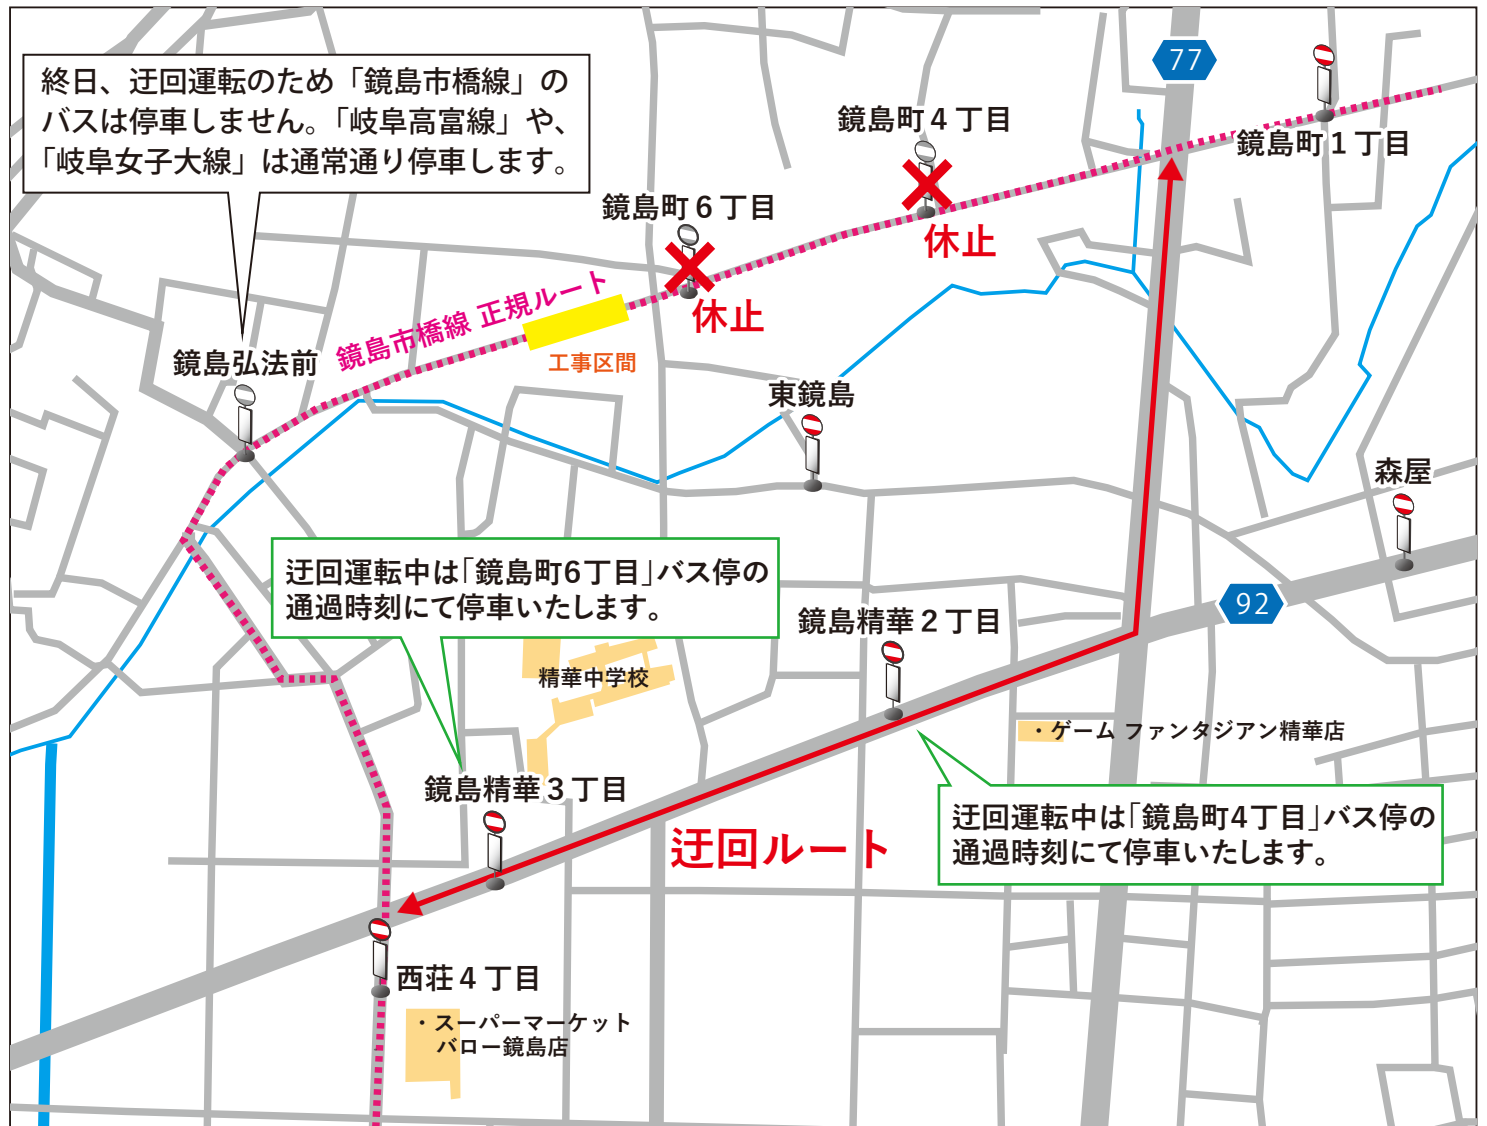 終日、迂回運転のため「鏡島市橋線」の
バスは停車しません。「岐阜高富線」や、
「岐阜女子大線」は通常通り停車します。
77
鏡島町1丁目
鏡島町4丁目
休止
鏡島町6丁目
休止
鏡島市橋線 正規ルート
工事区間
鏡島弘法前
東鏡島
森屋
92
迂回運転中は「鏡島町6丁目」バス停の
通過時刻にて停車いたします。
鏡島精華2丁目
精華中学校
・ゲーム ファンタジアン精華店
鏡島精華3丁目
迂回ルート
迂回運転中は「鏡島町4丁目」バス停の
通過時刻にて停車いたします。
西荘4丁目
・スーパーマーケット
バロー鏡島店